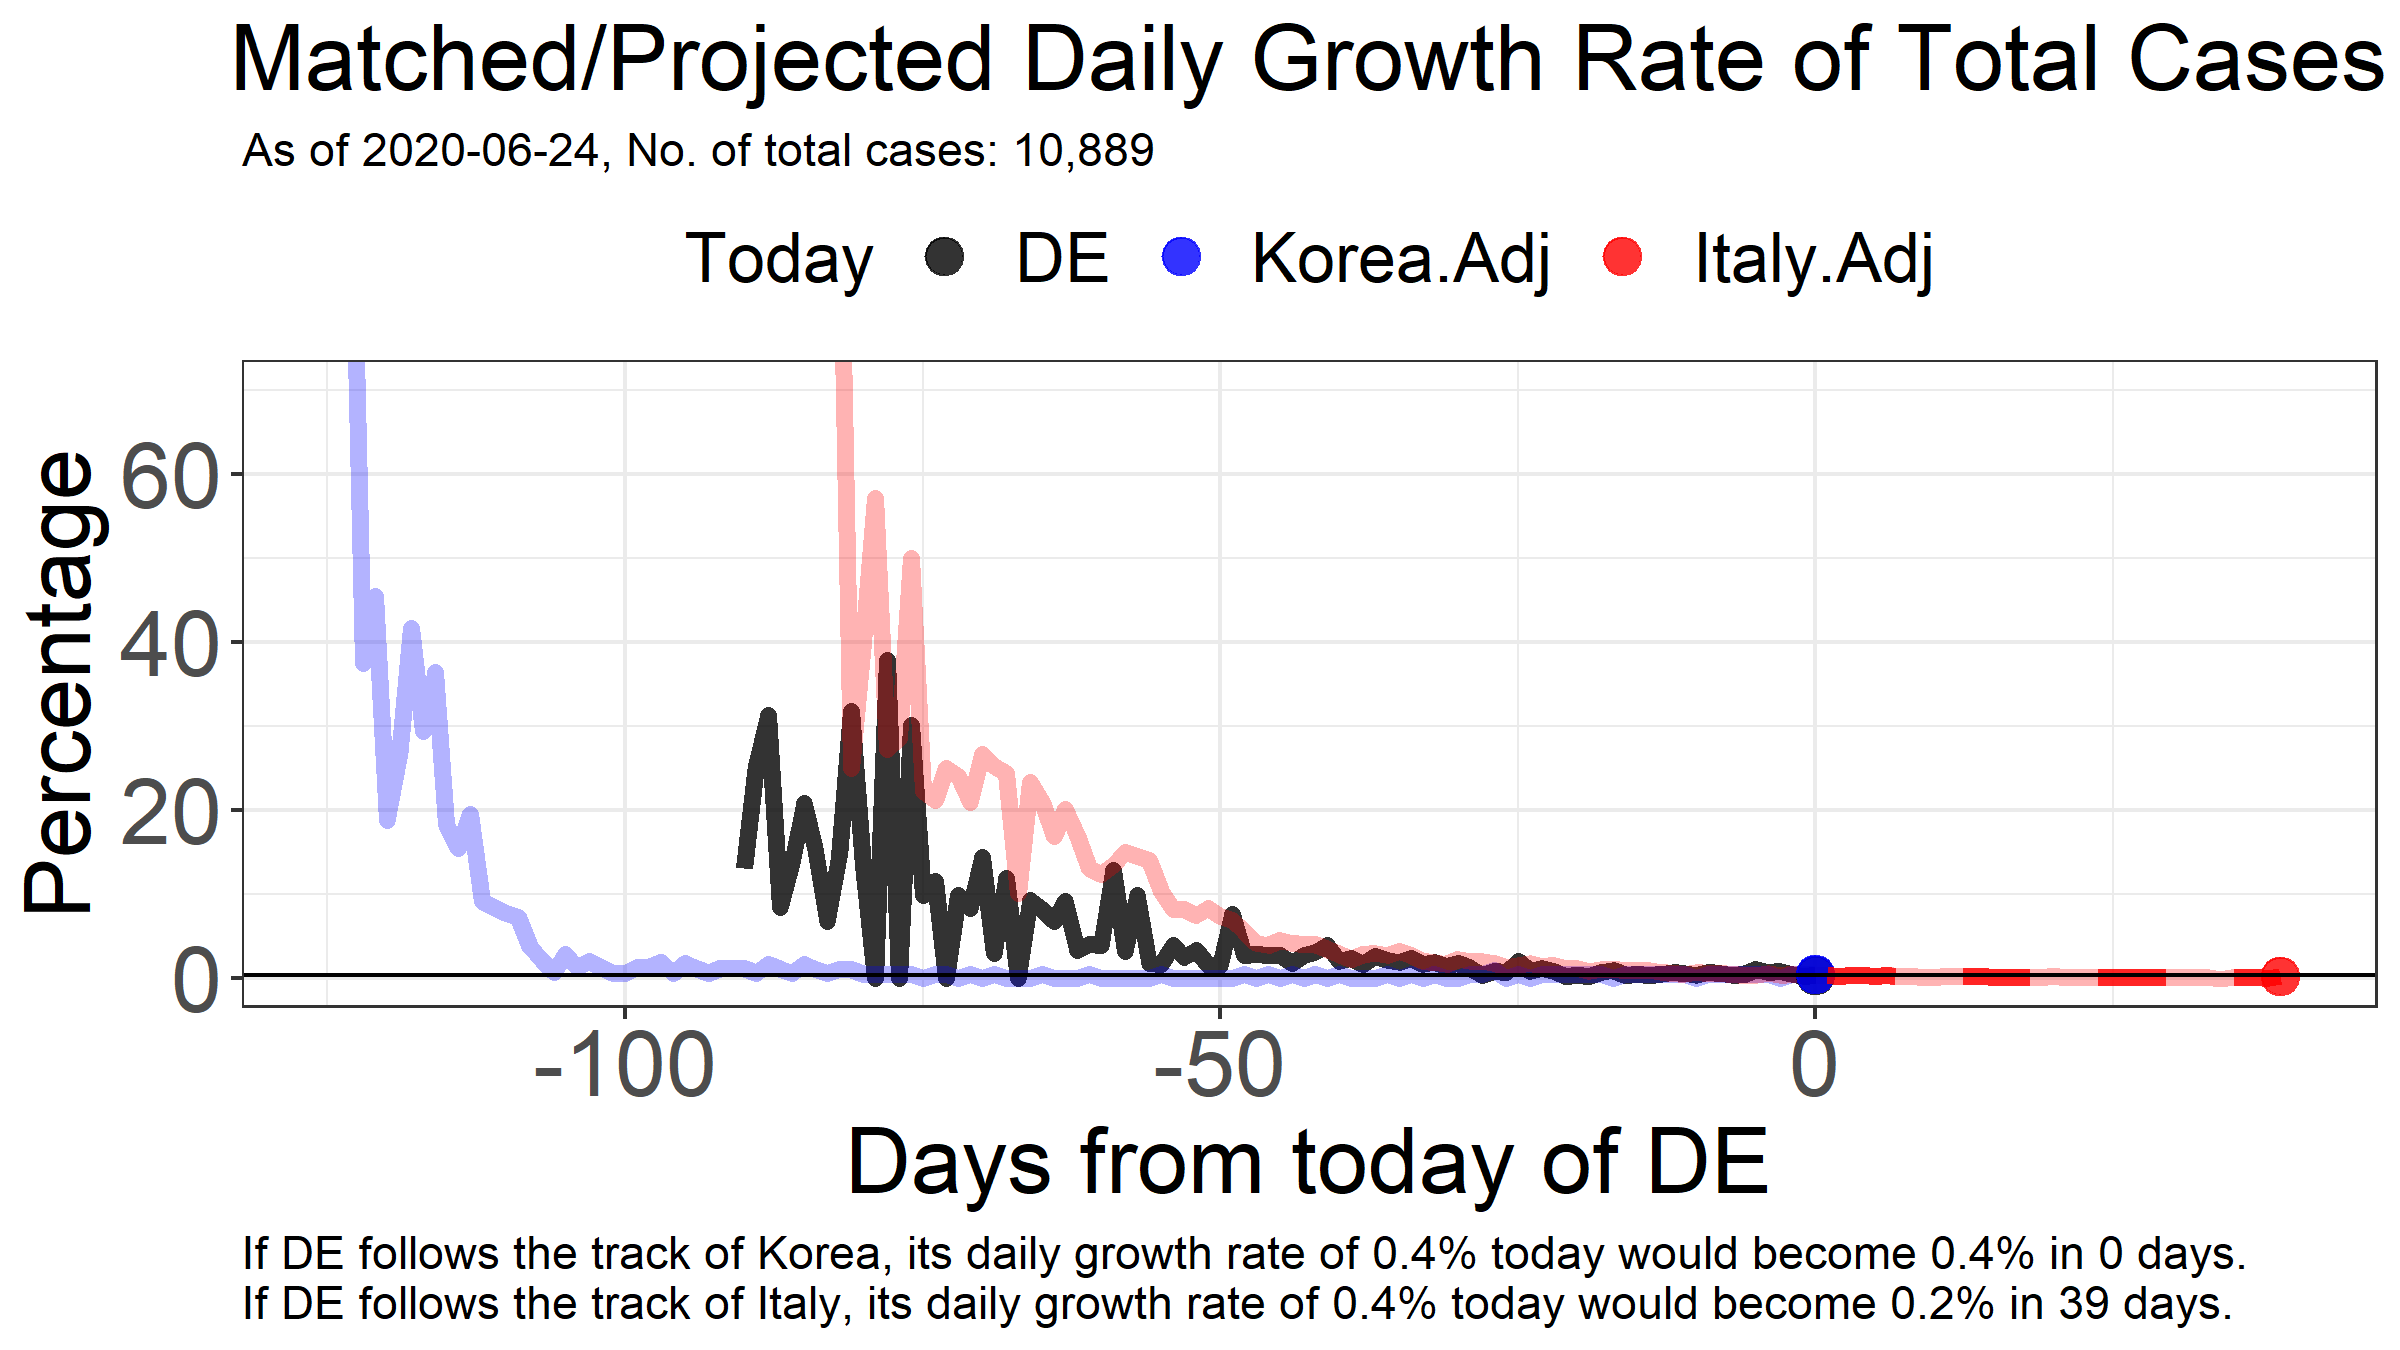 Matched/Projected Daily Growth Rate of Total Cases
As of 2020-06-24, No. of total cases: 10,889
Today DE Korea.Adj Italy.Adj
Percentage
60
40
20
0
-100 -50 0
Days from today of DE
If DE follows the track of Korea, its daily growth rate of 0.4% today would become 0.4% in 0 days.
If DE follows the track of Italy, its daily growth rate of 0.4% today would become 0.2% in 39 days.